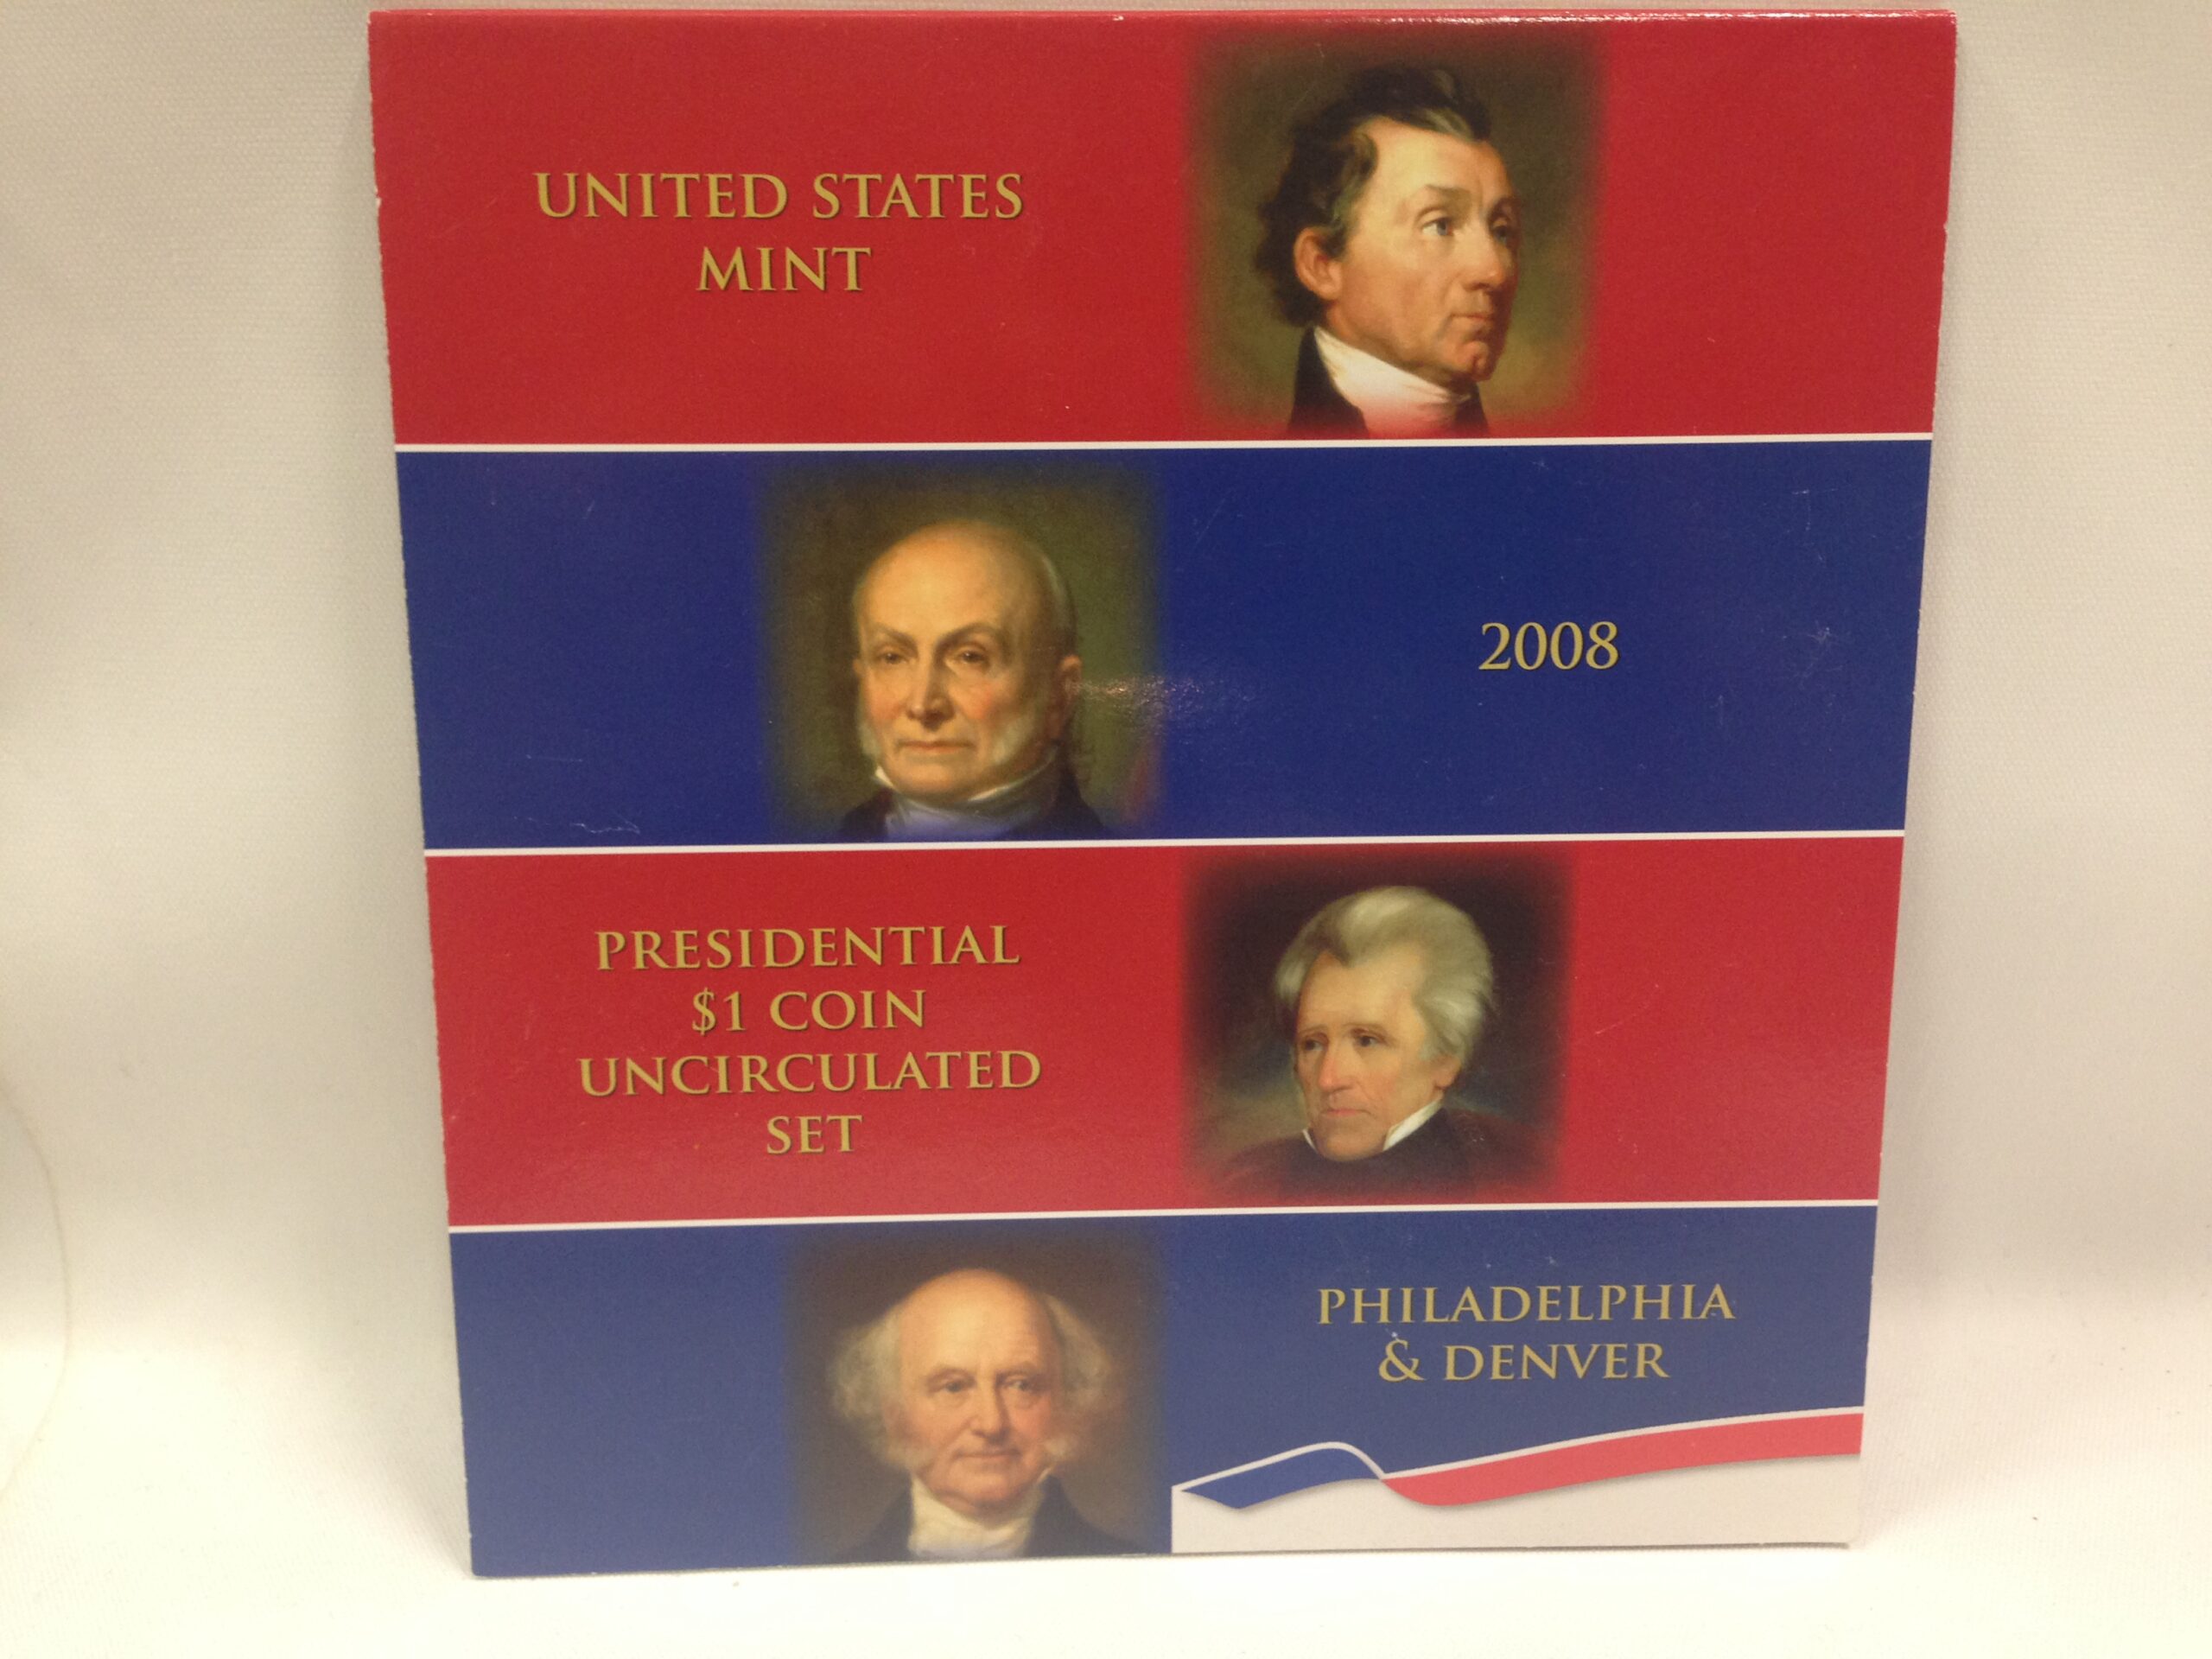 UNITED STATES
MINT
2008
PRESIDENTIAL
$1 COIN
UNCIRCULATED
SET
PHILADELPHIA
& DENVER